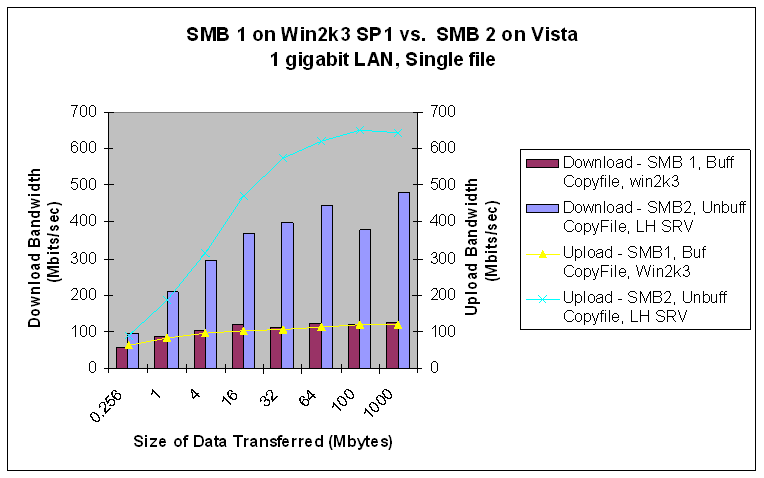 SMB 1 on Win2k3 SP1 vs. SMB 2 on Vista
1 gigabit LAN, Single file
700
600
500
400
300
200
100
0
Download Bandwidth
(Mbits/sec)
0.256
1
4
16
32
64
100
1000
Size of Data Transferred (Mbytes)
700
600
500
400
300
200
100
0
Upload Bandwidth
(Mbits/sec)
Download - SMB 1, Buff
Copyfile, win2k3
Download - SMB2, Unbuff
CopyFile, LH SRV
Upload - SMB1, Buf
CopyFile, Win2k3
Upload - SMB2, Unbuff
Copyfile, LH SRV